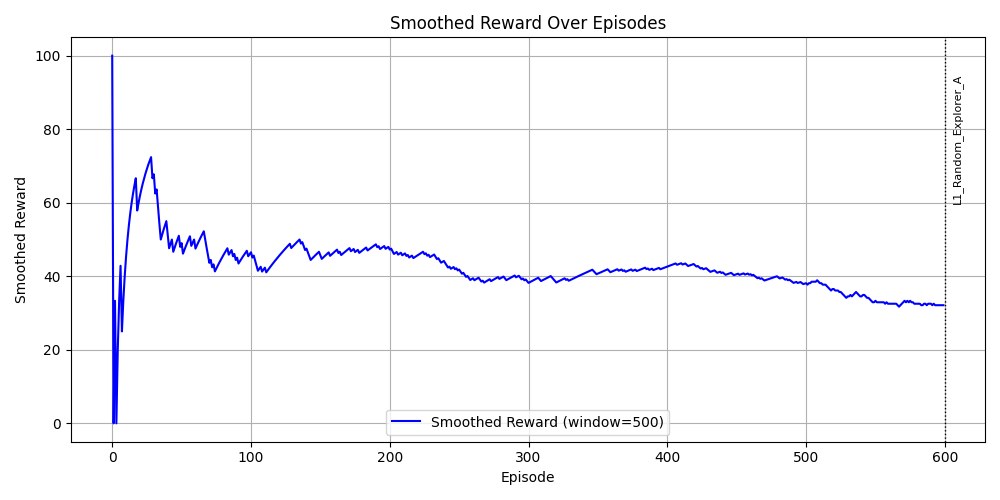 Smoothed Reward Over Episodes
Smoothed Reward
100
80
60
40
20
0
L1_Random_Explorer_A
Smoothed Reward (window=500)
0 100 200 300 400 500 600
Episode